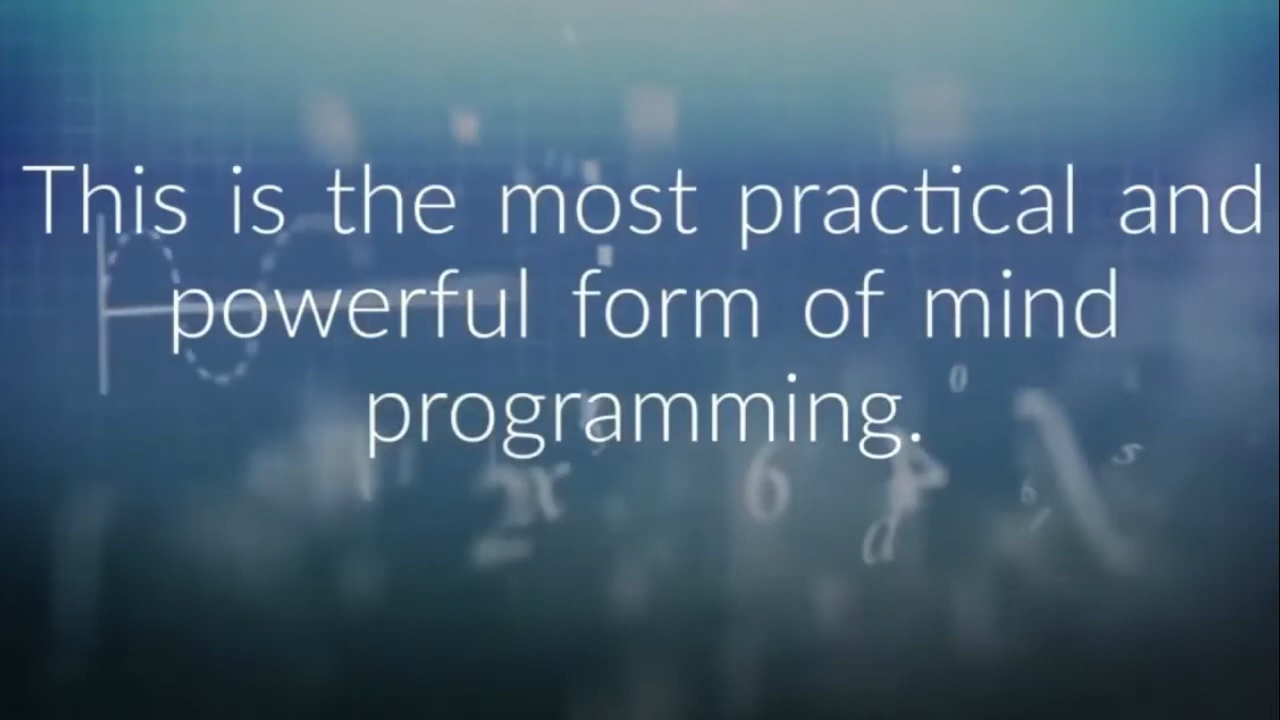 This is the most practical and
powerful form of mind
programming.